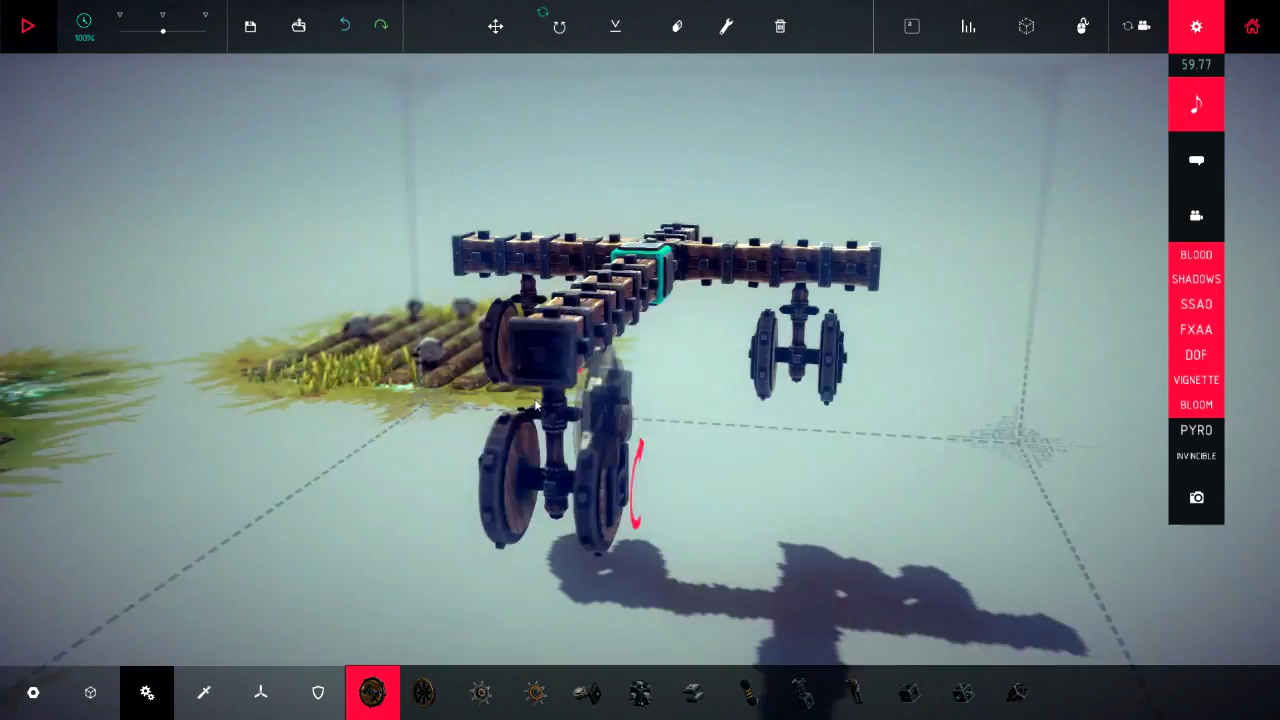 100%
59.77
BLOOD
SHADOWS
SSAO
FXAA
DOF
VIGNETTE
BLOOM
PYRO
INVINCIBLE